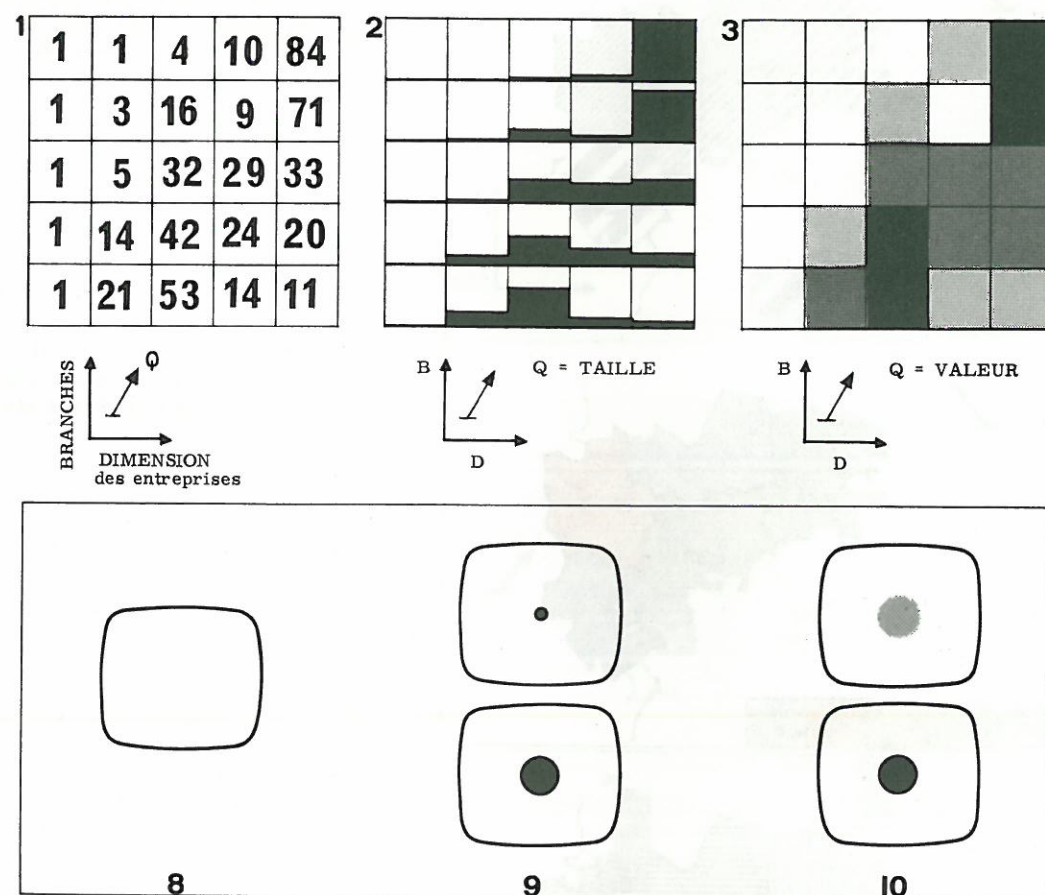 1
1 1 4 10 84
1 3 16 9 71
1 5 32 29 33
1 14 42 24 20
1 21 53 14 11
BRANCHES
Q
DIMENSION
des entreprises
2
B
Q = TAILLE
D
3
B
Q = VALEUR
D
8
9
10